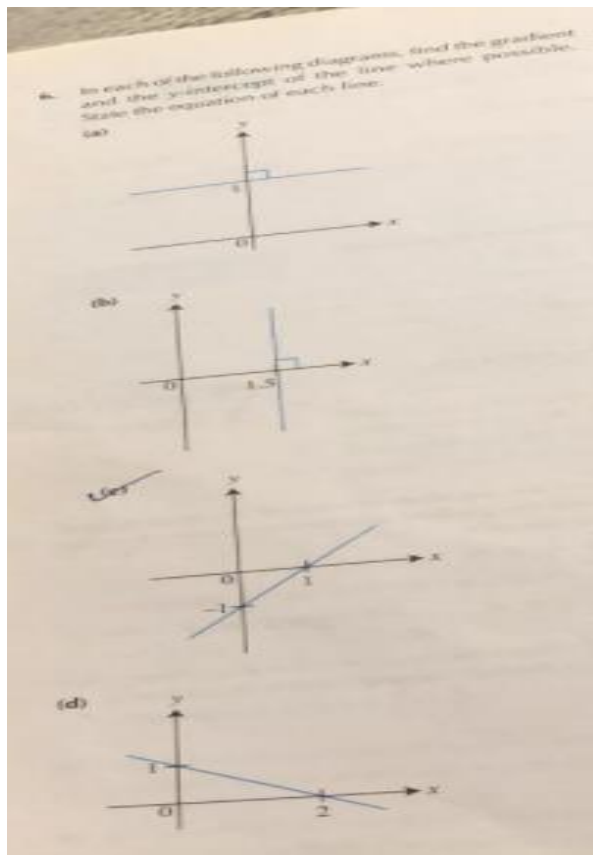 6. In each of the following diagrams, find the gradient
and the y-intercept of the line where possible.
State the equation of each line.
(a)
y
x
0
(b)
y
x
0
1.5
(c)
y
x
0
1
-1
(d)
y
1
x
0
2